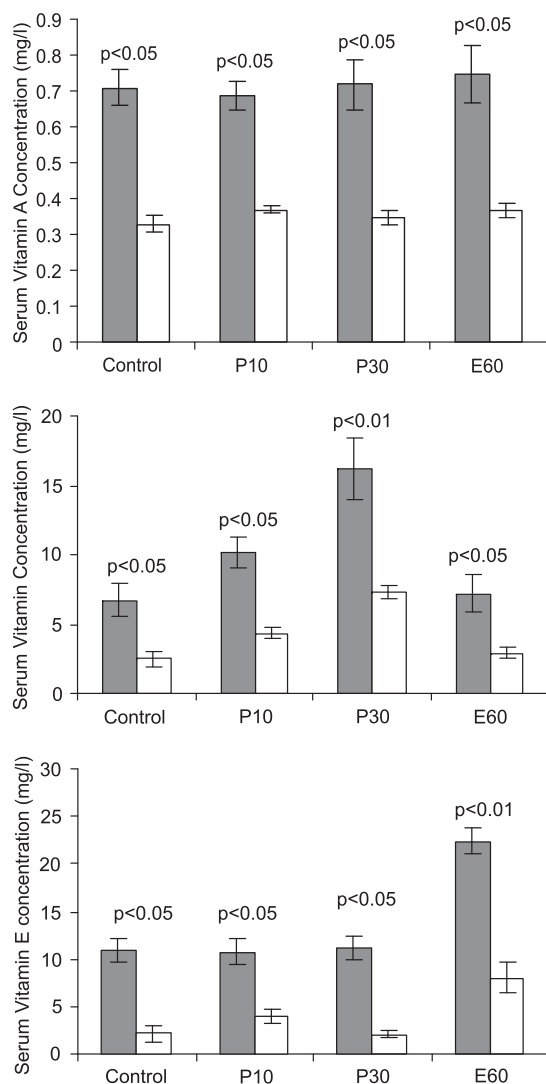 Serum Vitamin A Concentration (mg/l)
0.9
0.8
0.7
0.6
0.5
0.4
0.3
0.2
0.1
0
p<0.05
p<0.05
p<0.05
p<0.05
Control
P10
P30
E60
Serum Vitamin Concentration (mg/l)
20
15
10
5
0
p<0.05
p<0.05
p<0.01
p<0.05
Control
P10
P30
E60
Serum Vitamin E concentration (mg/l)
30
25
20
15
10
5
0
p<0.05
p<0.05
p<0.05
p<0.01
Control
P10
P30
E60